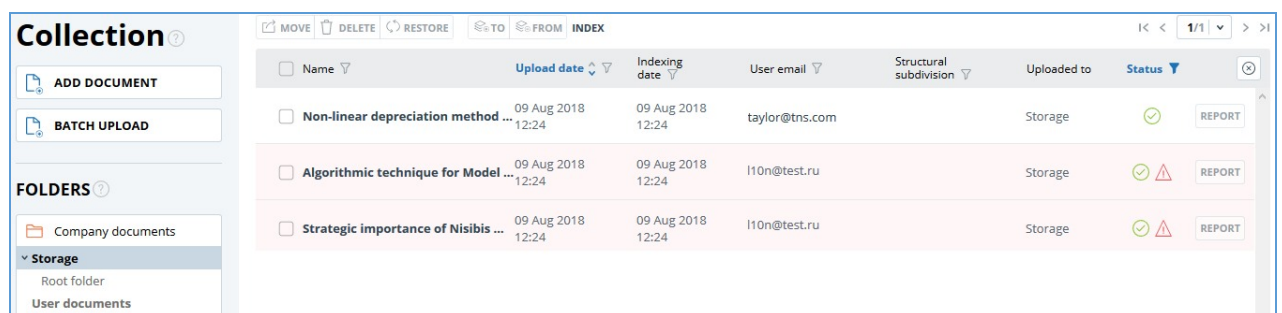 Collection
ADD DOCUMENT
BATCH UPLOAD
FOLDERS
Company documents
Storage
Root folder
User documents
MOVE DELETE RESTORE TO FROM INDEX
1/1
Name Upload date Indexing date User email Structural subdivision Uploaded to Status
Non-linear depreciation method ... 09 Aug 2018 12:24 09 Aug 2018 12:24 taylor@tns.com Storage REPORT
Algorithmic technique for Model ... 09 Aug 2018 12:24 09 Aug 2018 12:24 l10n@test.ru Storage REPORT
Strategic importance of Nisibis ... 09 Aug 2018 12:24 09 Aug 2018 12:24 l10n@test.ru Storage REPORT